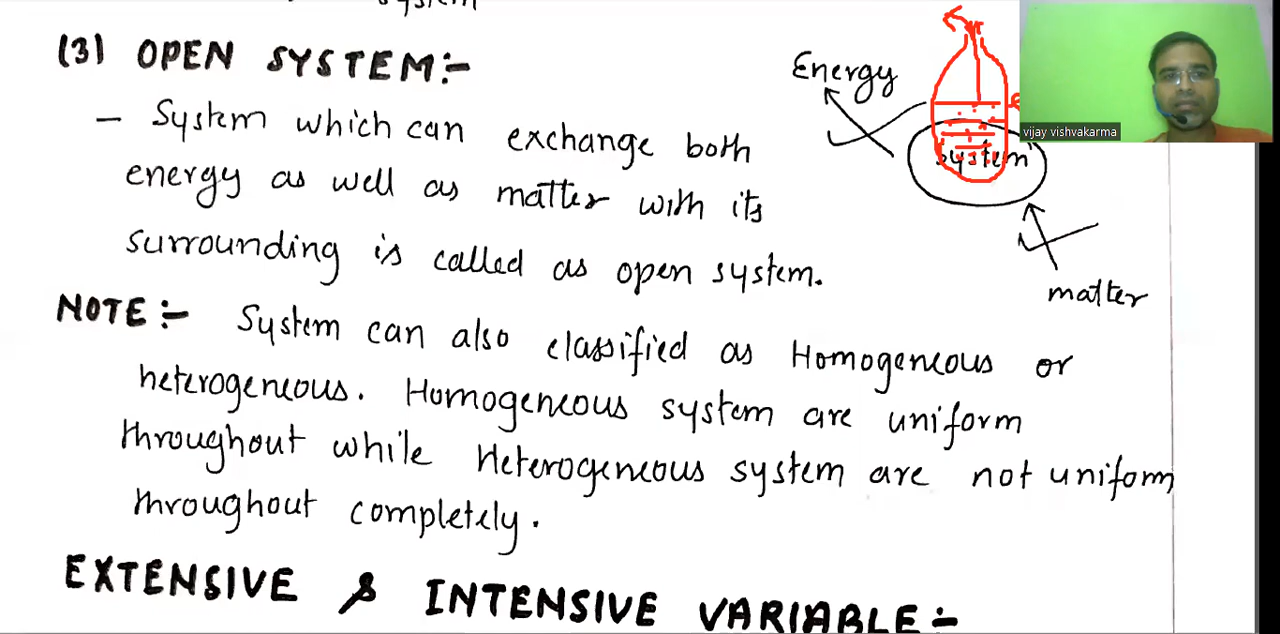 system
(3) OPEN SYSTEM:-
Energy
- System which can exchange both
system
vijay vishvakarma
energy as well as matter with its
surrounding is called as open system.
matter
NOTE:- System can also classified as Homogeneous or
heterogeneous. Homogeneous system are uniform
throughout while Heterogeneous system are not uniform
throughout completely.
EXTENSIVE & INTENSIVE VARIABLE:-